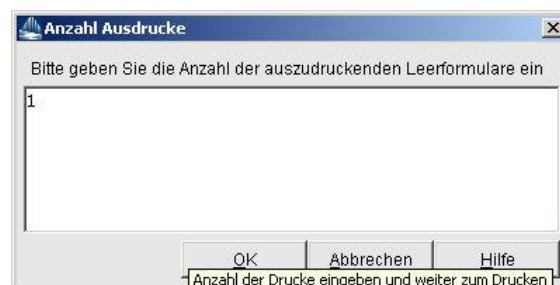 Anzahl Ausdrucke
Bitte geben Sie die Anzahl der auszudruckenden Leerformulare ein
1
OK Abbrechen Hilfe
Anzahl der Drucke eingeben und weiter zum Drucken